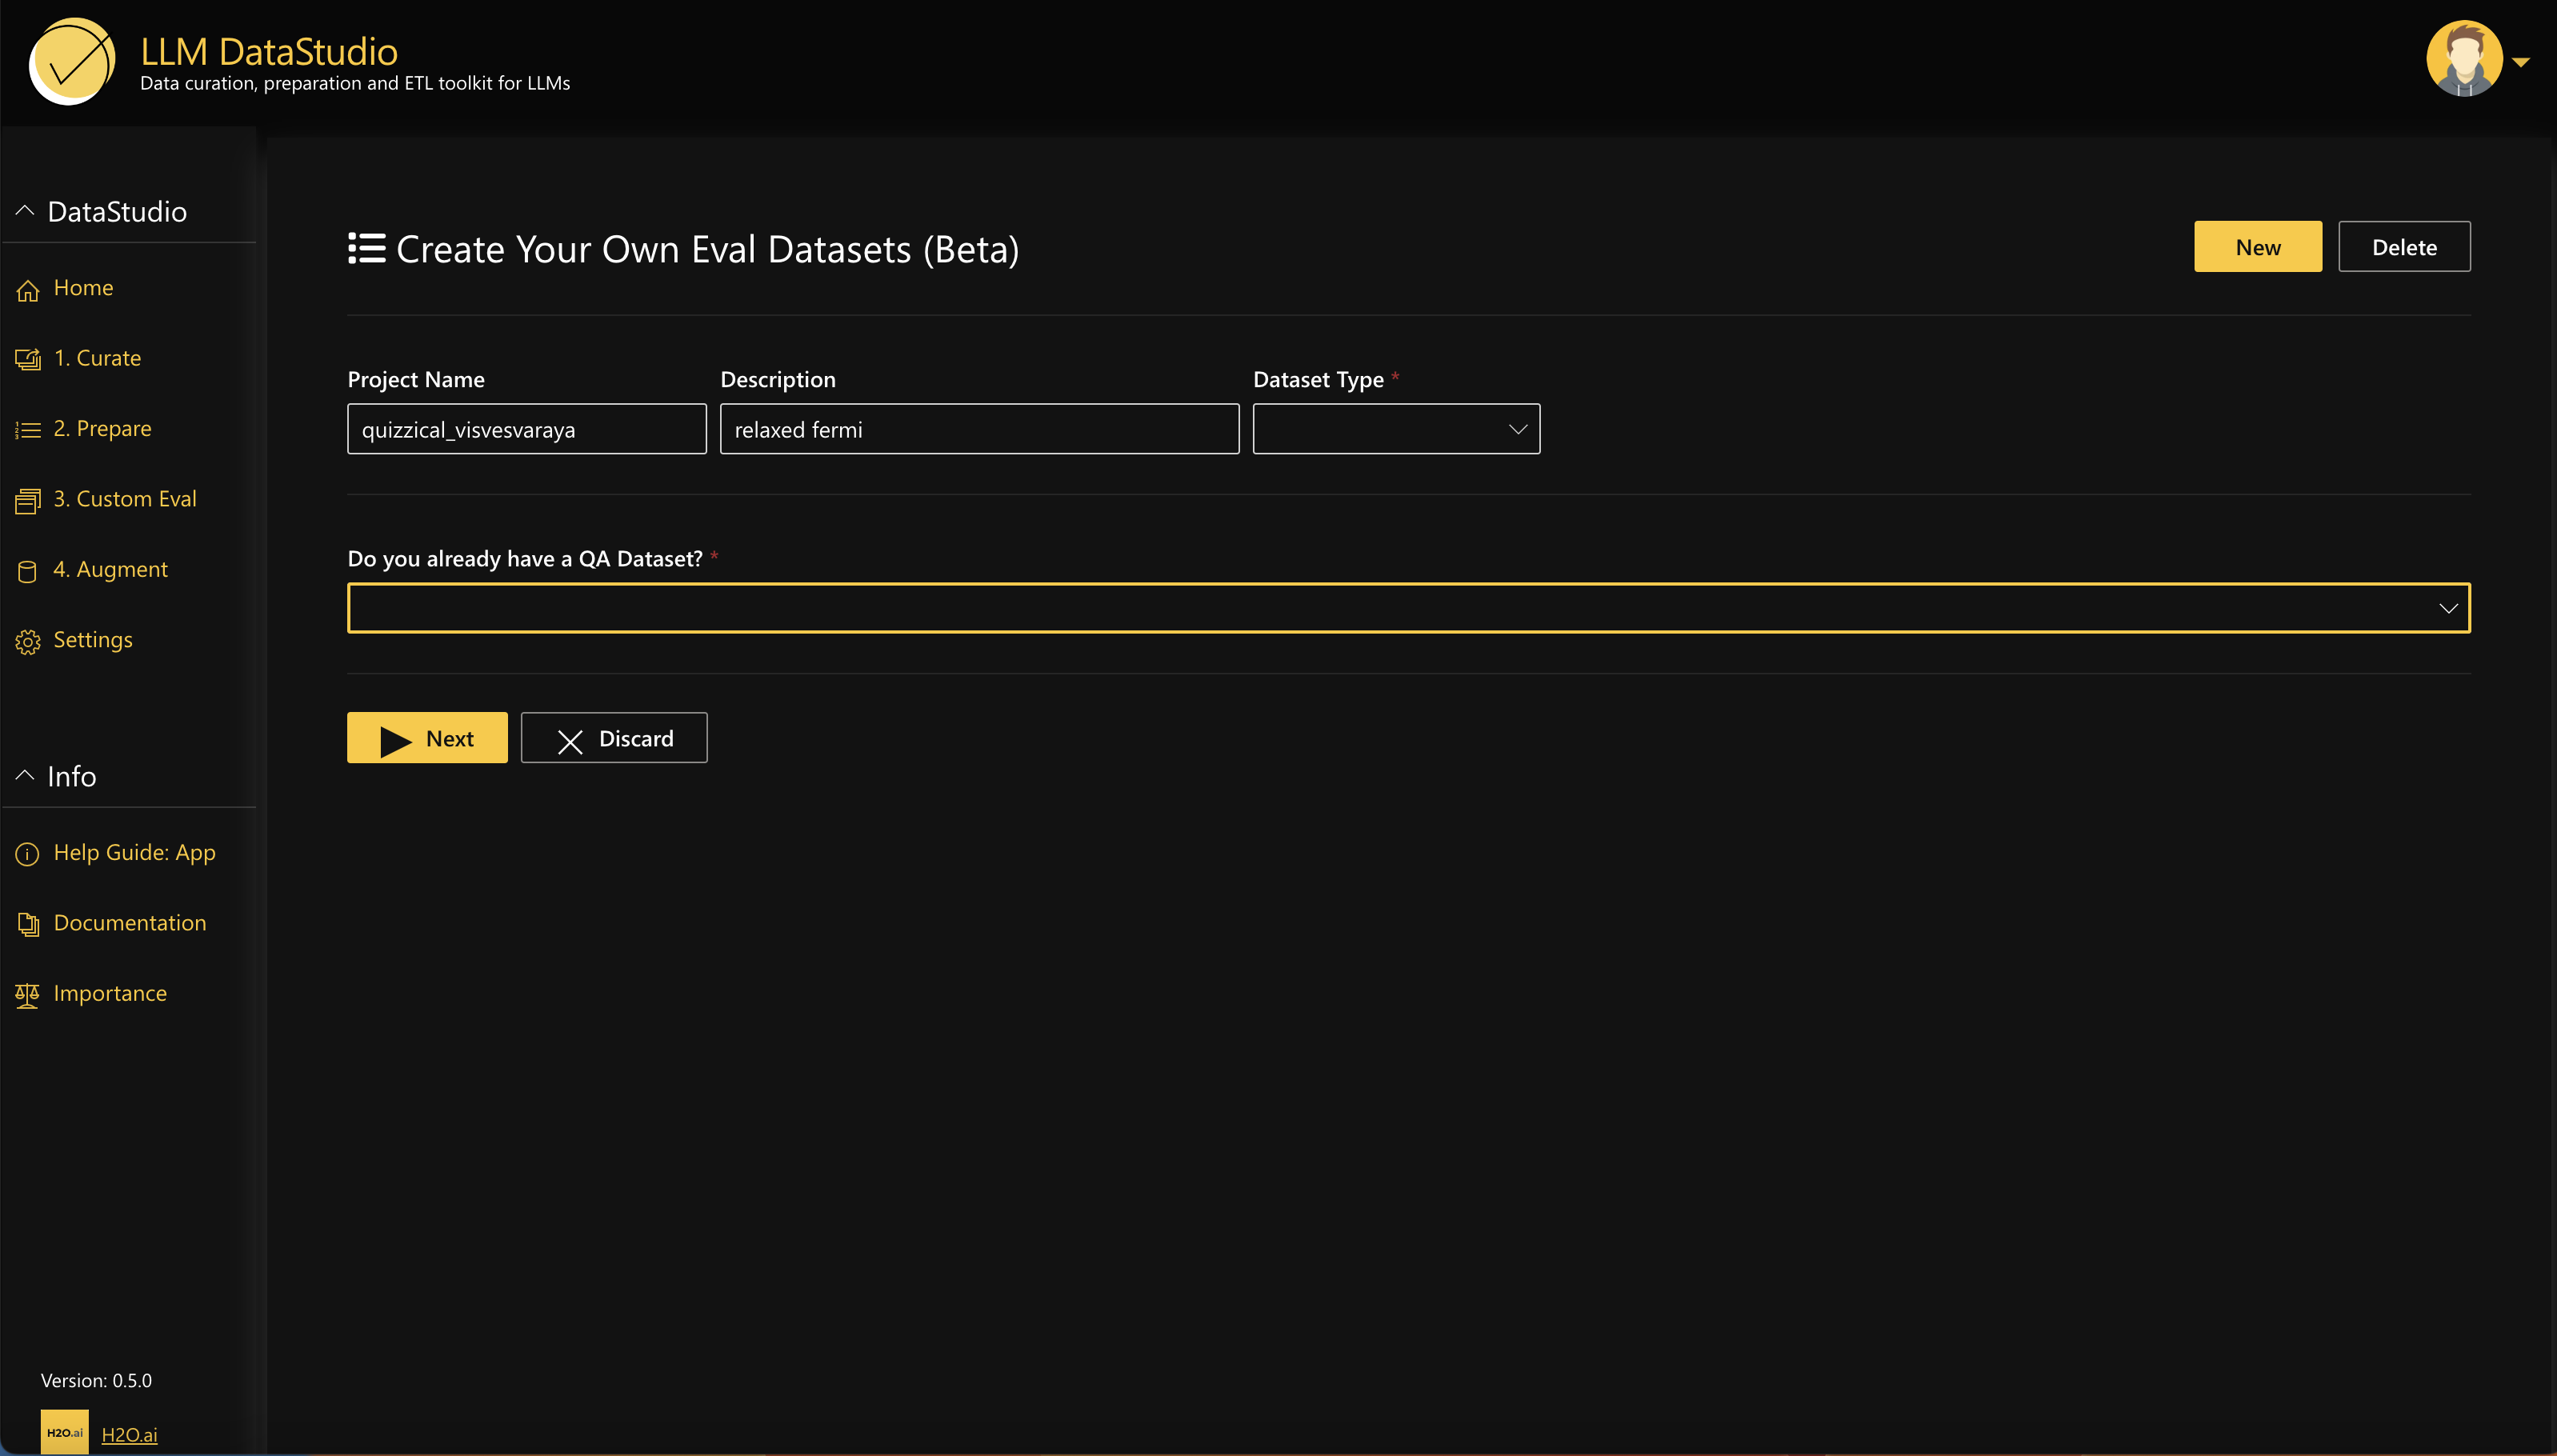 LLM DataStudio
Data curation, preparation and ETL toolkit for LLMs
DataStudio
Home
1. Curate
2. Prepare
3. Custom Eval
4. Augment
Settings
Info
Help Guide: App
Documentation
Importance
Version: 0.5.0
H2O.ai H2O.ai
Create Your Own Eval Datasets (Beta)
New Delete
Project Name Description Dataset Type *
quizzical_visvesvaraya relaxed fermi
Do you already have a QA Dataset? *
Next Discard